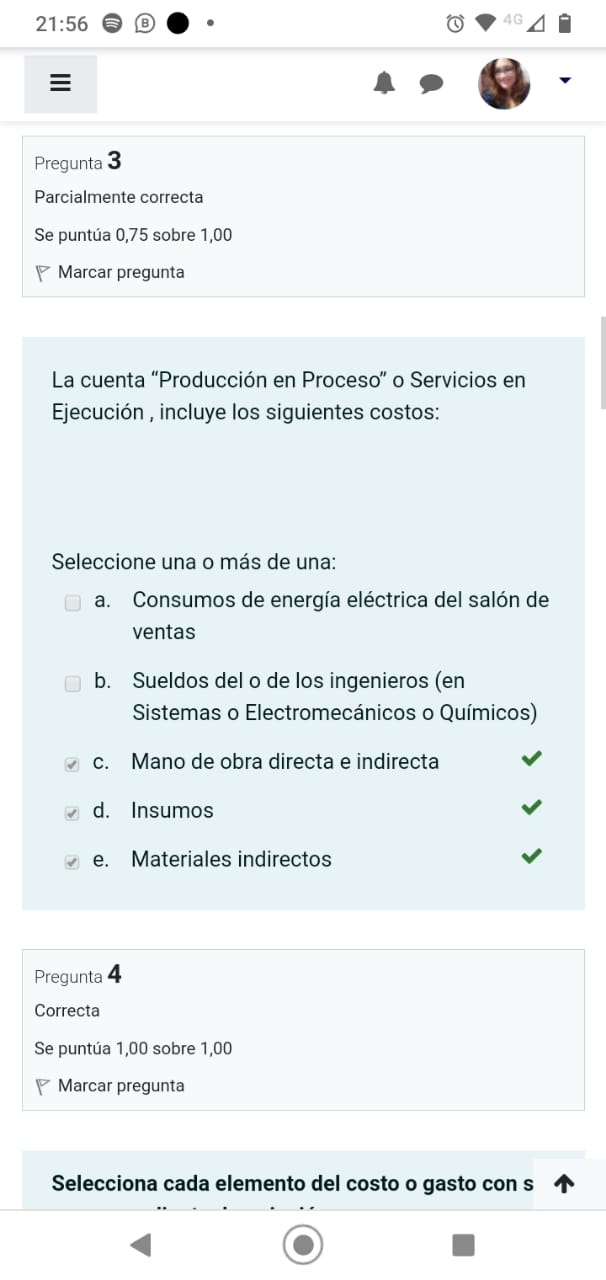 21:56
B
4G
Pregunta 3
Parcialmente correcta
Se puntúa 0,75 sobre 1,00
Marcar pregunta
La cuenta “Producción en Proceso” o Servicios en
Ejecución , incluye los siguientes costos:
Seleccione una o más de una:
a. Consumos de energía eléctrica del salón de
ventas
b. Sueldos del o de los ingenieros (en
Sistemas o Electromecánicos o Químicos)
c. Mano de obra directa e indirecta
d. Insumos
e. Materiales indirectos
Pregunta 4
Correcta
Se puntúa 1,00 sobre 1,00
Marcar pregunta
Selecciona cada elemento del costo o gasto con s